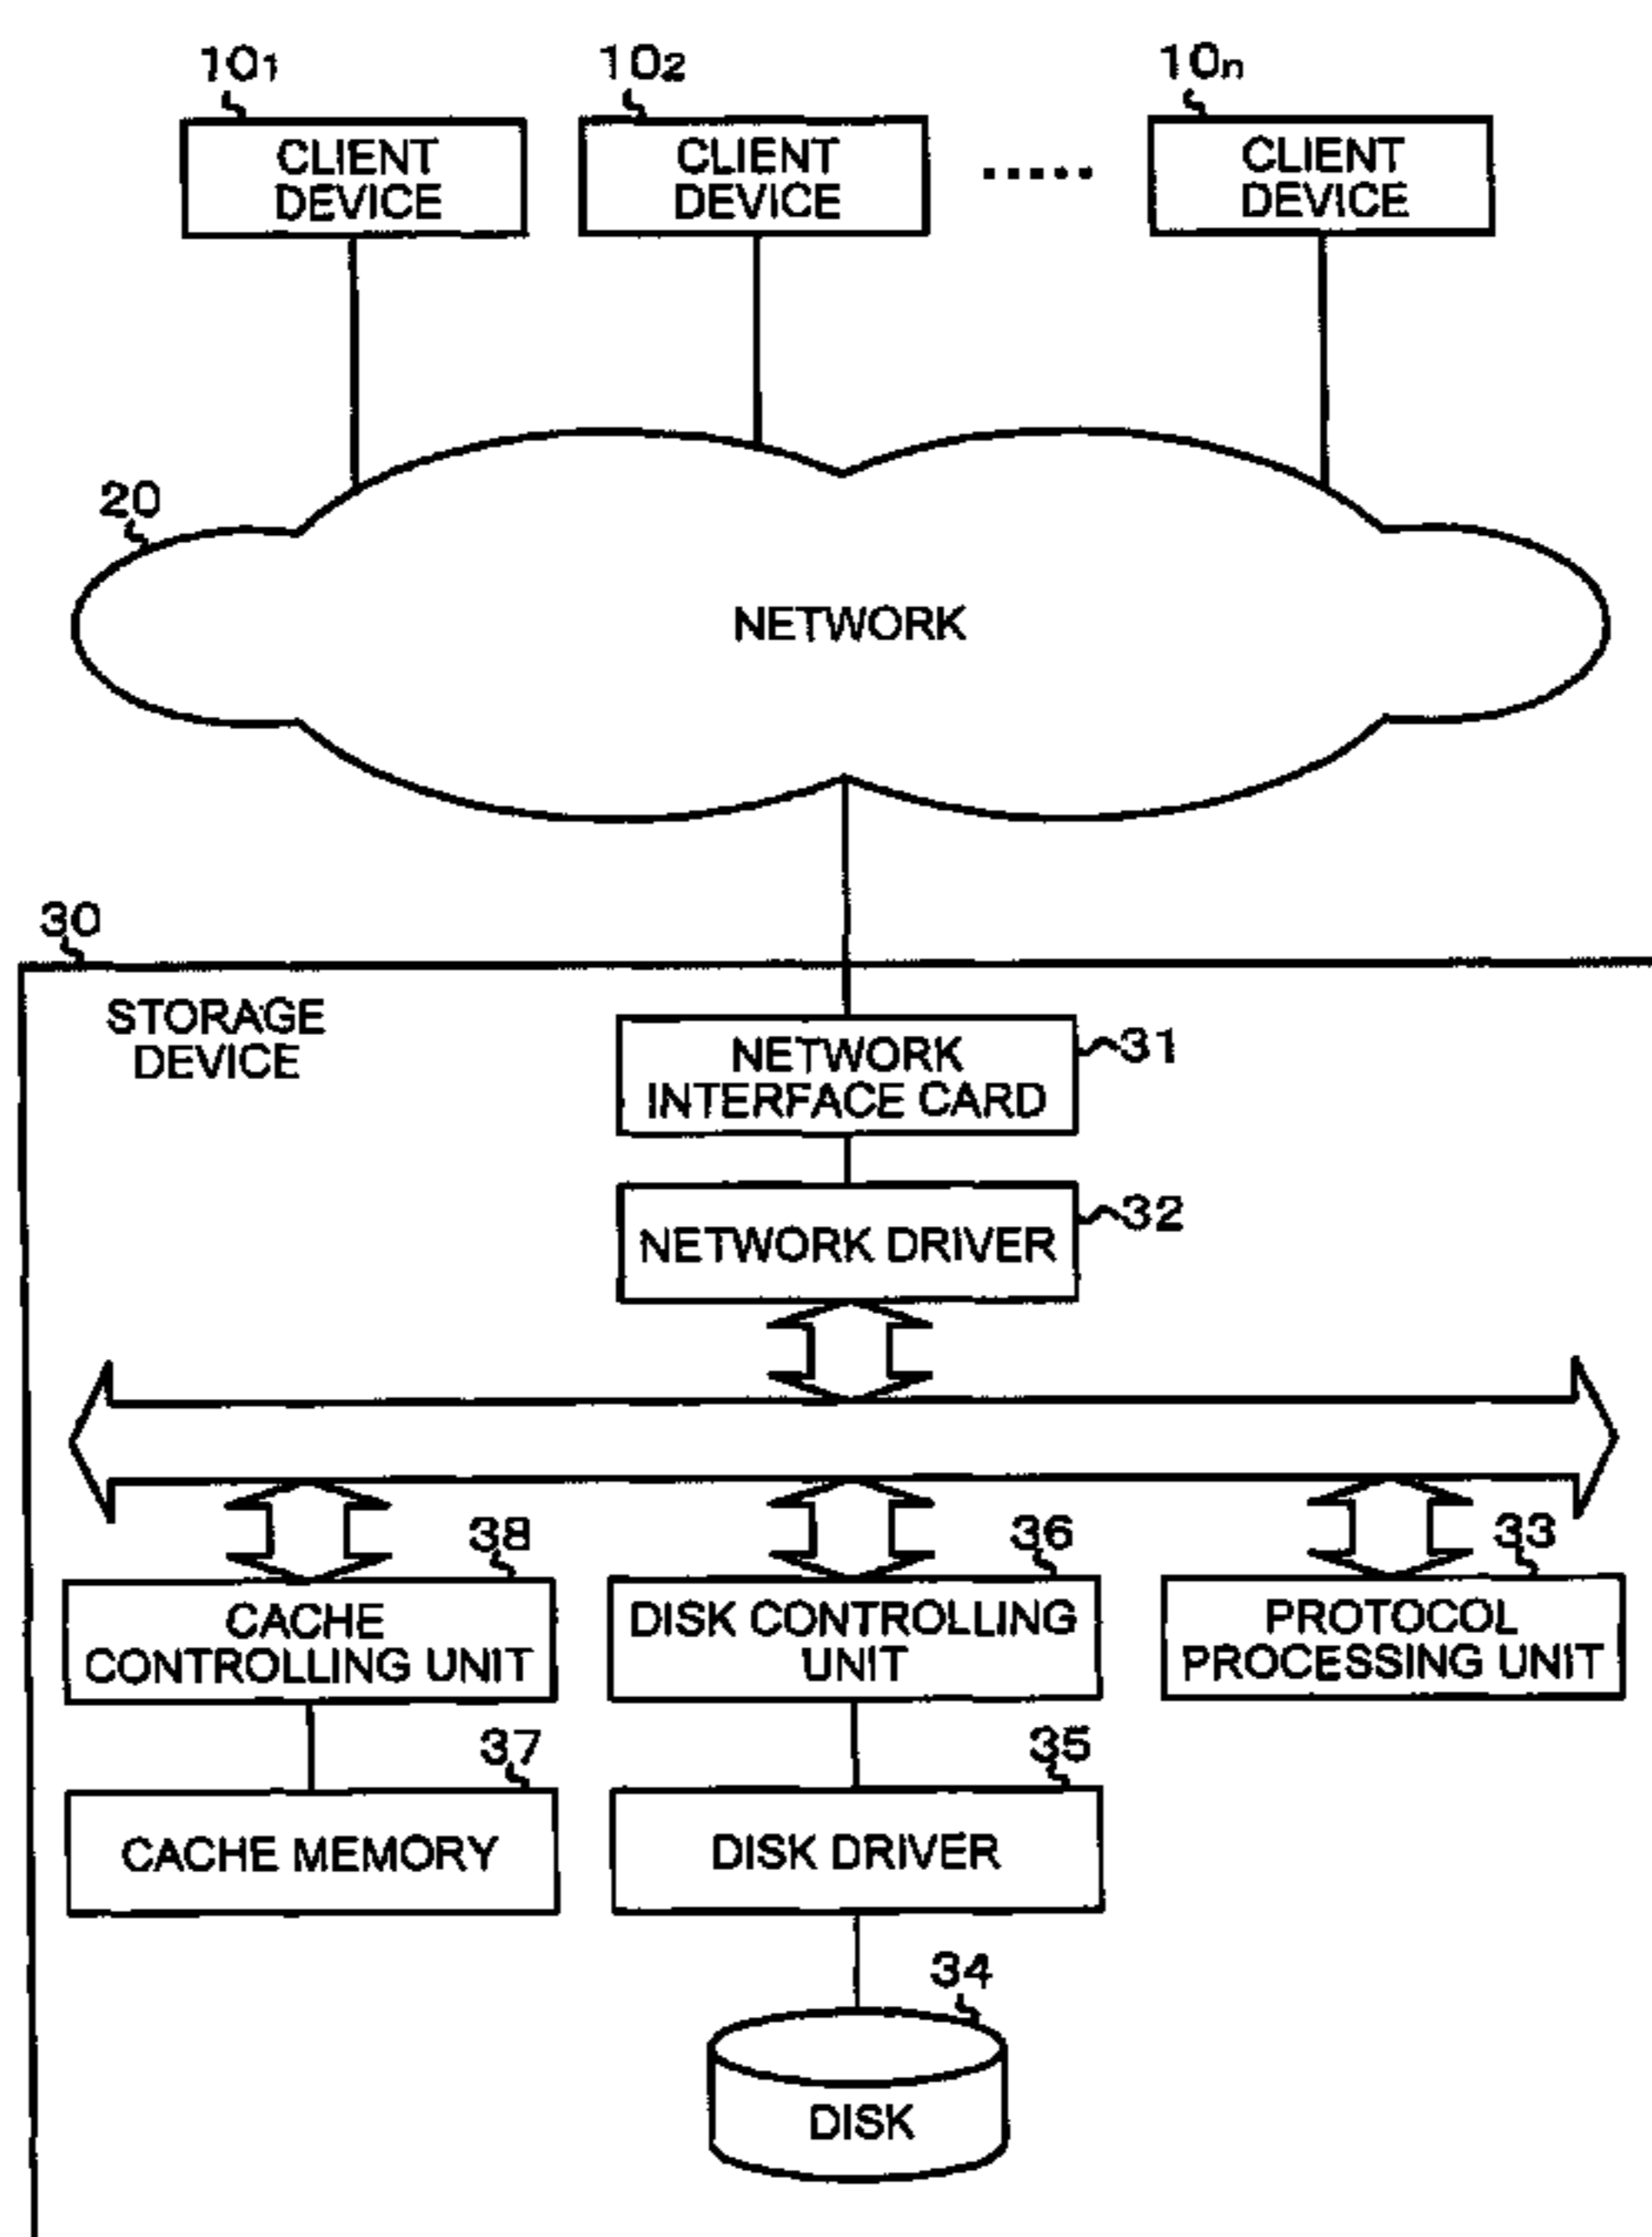 10₁ 10₂ 10ₙ
CLIENT DEVICE
CLIENT DEVICE
.....
CLIENT DEVICE
20
NETWORK
30
STORAGE
DEVICE
NETWORK
INTERFACE CARD
31
NETWORK DRIVER
32
38
CACHE
CONTROLLING UNIT
36
DISK CONTROLLING
UNIT
33
PROTOCOL
PROCESSING UNIT
37
CACHE MEMORY
35
DISK DRIVER
34
DISK